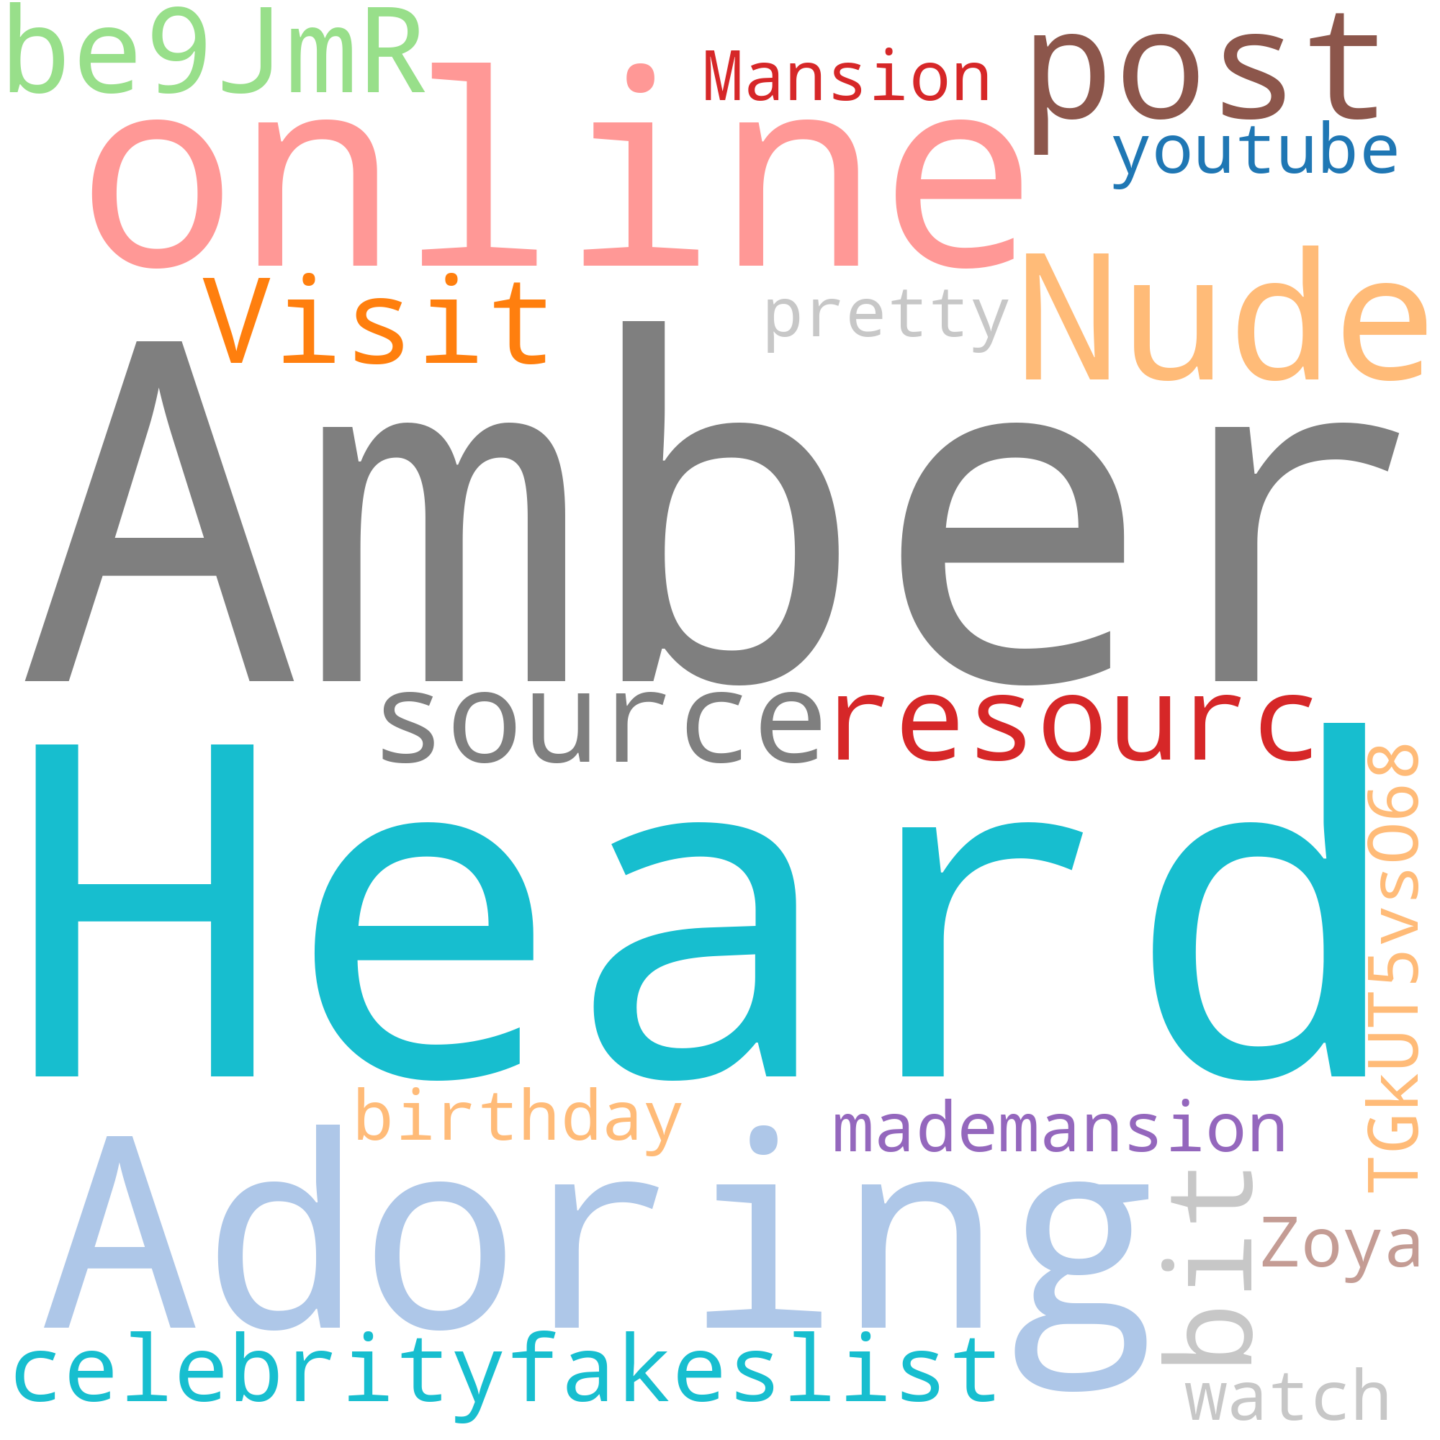 be9JmR
Mansion
post
online
youtube
Visit
pretty
Nude
Amber
source
resourc
Heard
TGkUT5vsO68
birthday
mademansion
Adoring
bit
Zoya
celebrityfakeslist
watch